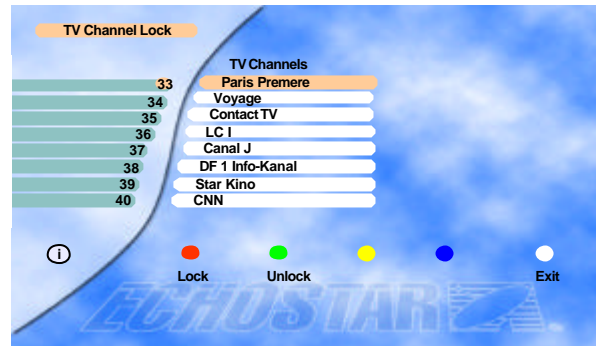 TV Channel Lock
TV Channels
33 Paris Premere
34 Voyage
35 Contact TV
36 LC I
37 Canal J
38 DF 1 Info-Kanal
39 Star Kino
40 CNN
i
Lock Unlock Exit
ECHOSTAR